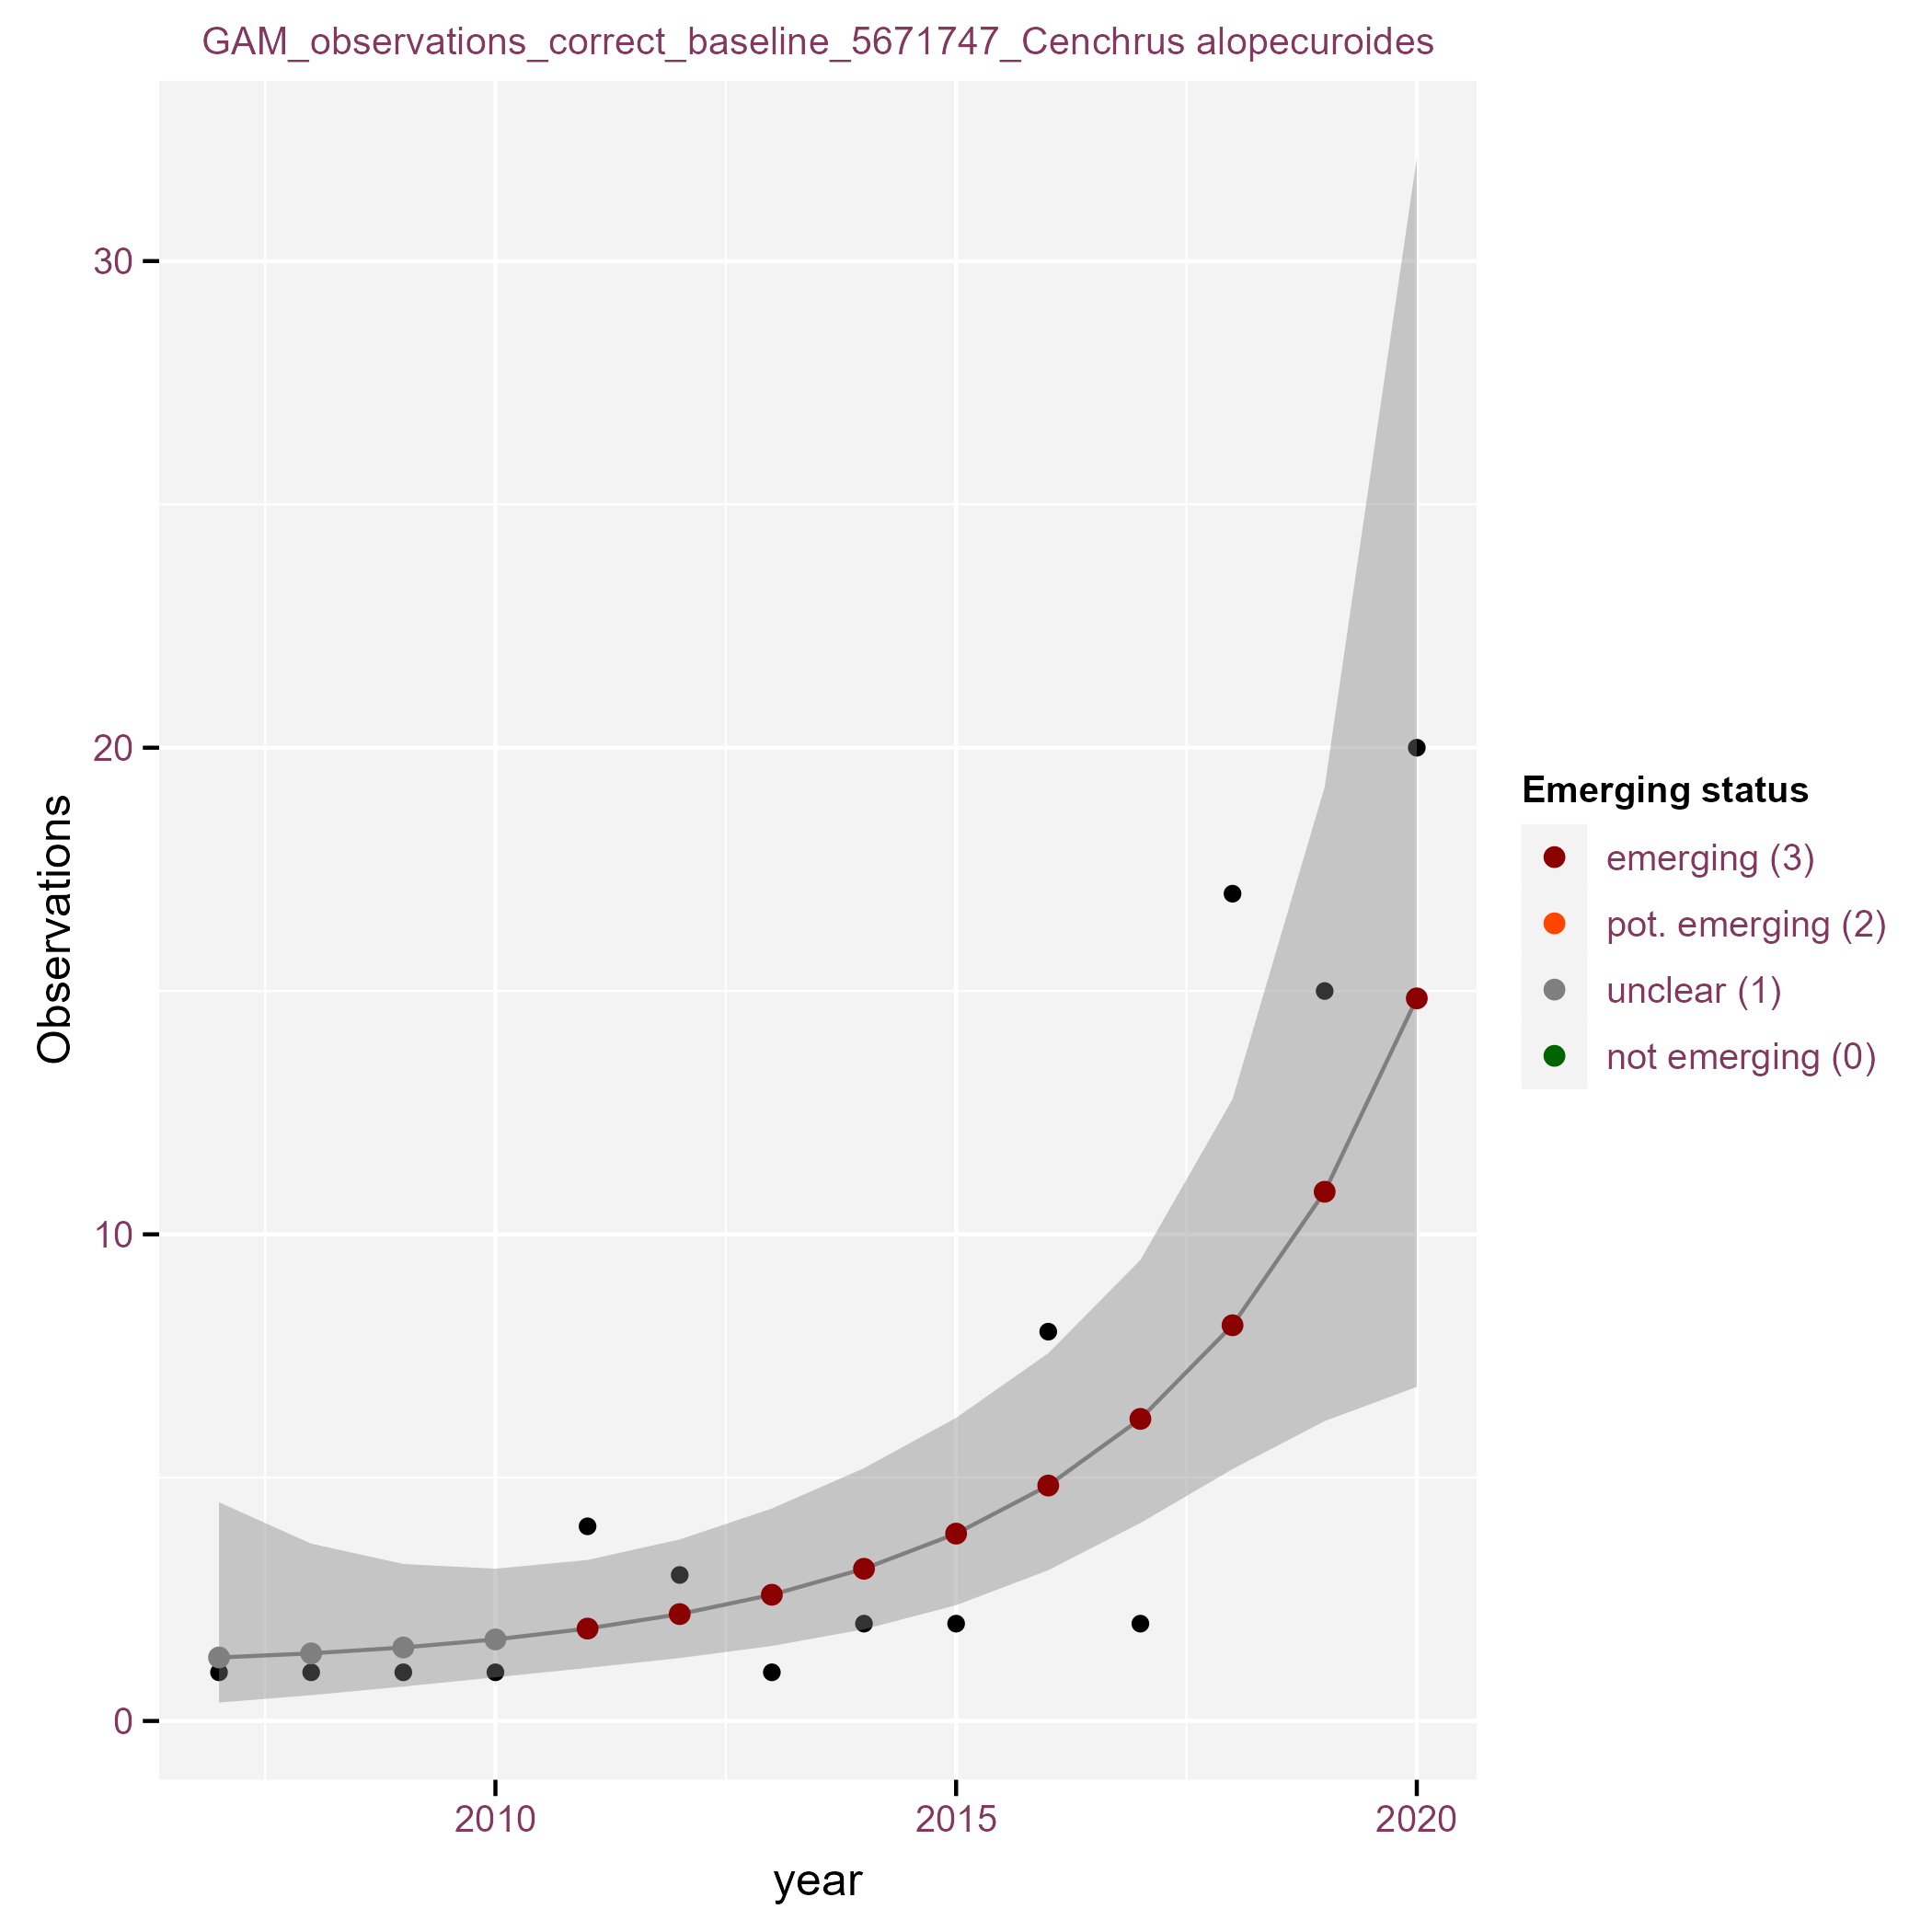 GAM_observations_correct_baseline_5671747_Cenchrus alopecuroides
30
20
10
0
Observations
2010
2015
2020
year
Emerging status
emerging (3)
pot. emerging (2)
unclear (1)
not emerging (0)